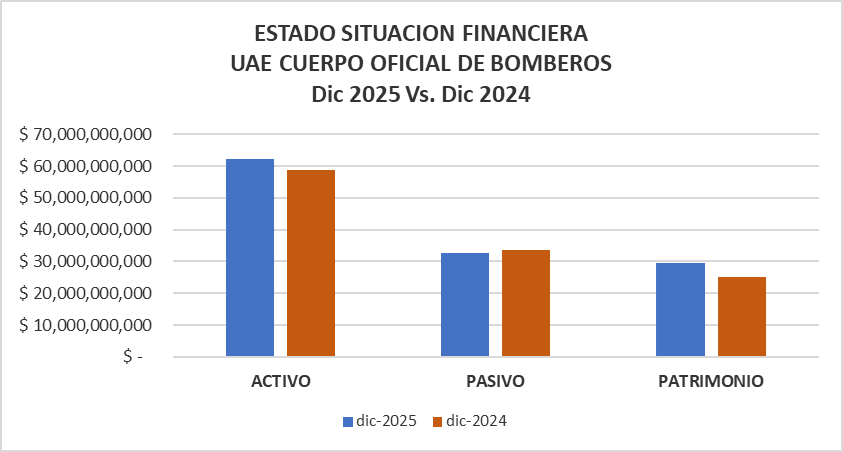 ESTADO SITUACION FINANCIERA
UAE CUERPO OFICIAL DE BOMBEROS
Dic 2025 Vs. Dic 2024
$ 70,000,000,000
$ 60,000,000,000
$ 50,000,000,000
$ 40,000,000,000
$ 30,000,000,000
$ 20,000,000,000
$ 10,000,000,000
$ -
ACTIVO PASIVO PATRIMONIO
dic-2025 dic-2024